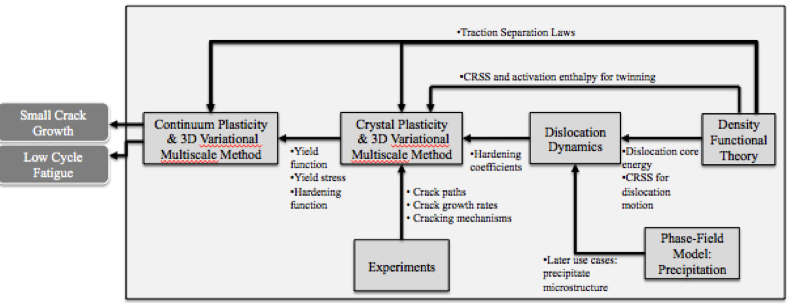 •Traction Separation Laws
•CRSS and activation enthalpy for twinning
Small Crack
Growth
Low Cycle
Fatigue
Continuum Plasticity
& 3D Variational
Multiscale Method
•Yield
function
•Yield stress
•Hardening
function
Crystal Plasticity
& 3D Variational
Multiscale Method
•Hardening
coefficients
Dislocation
Dynamics
•Dislocation core
energy
•CRSS for
dislocation
motion
Density
Functional
Theory
• Crack paths
• Crack growth rates
• Cracking mechanisms
Experiments
•Later use cases:
precipitate
microstructure
Phase-Field
Model:
Precipitation